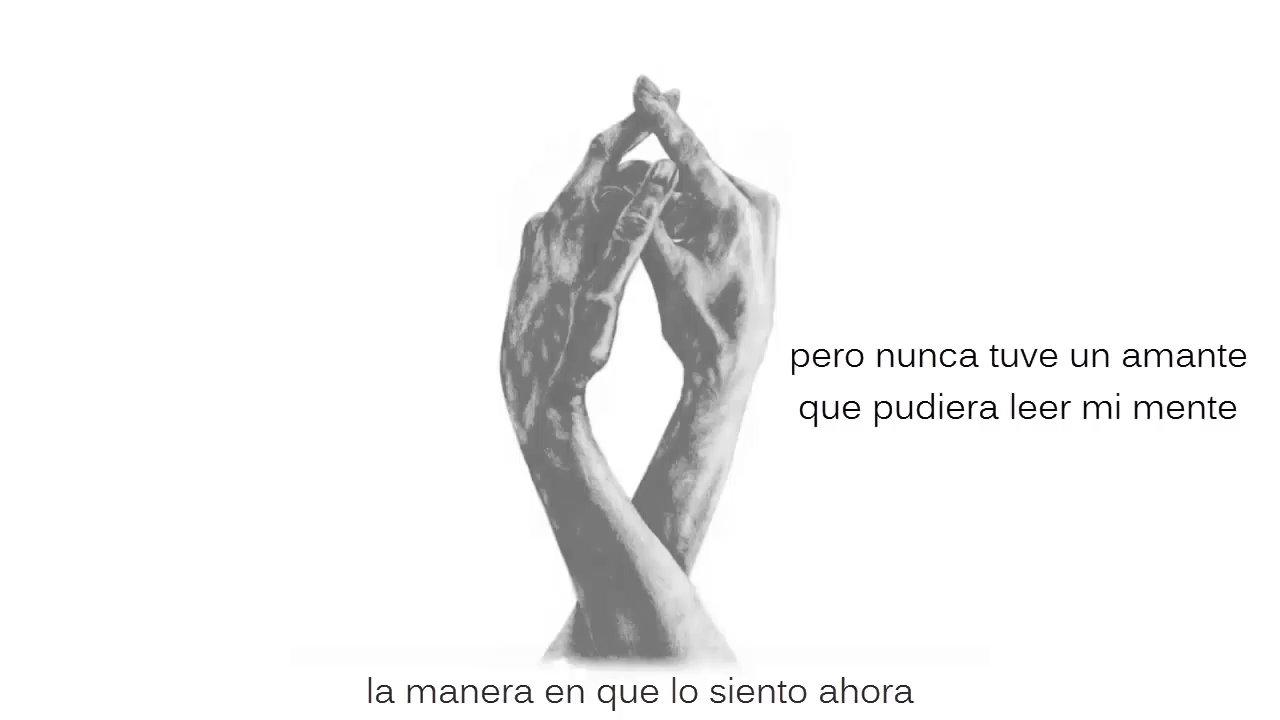 pero nunca tuve un amante
que pudiera leer mi mente
la manera en que lo siento ahora